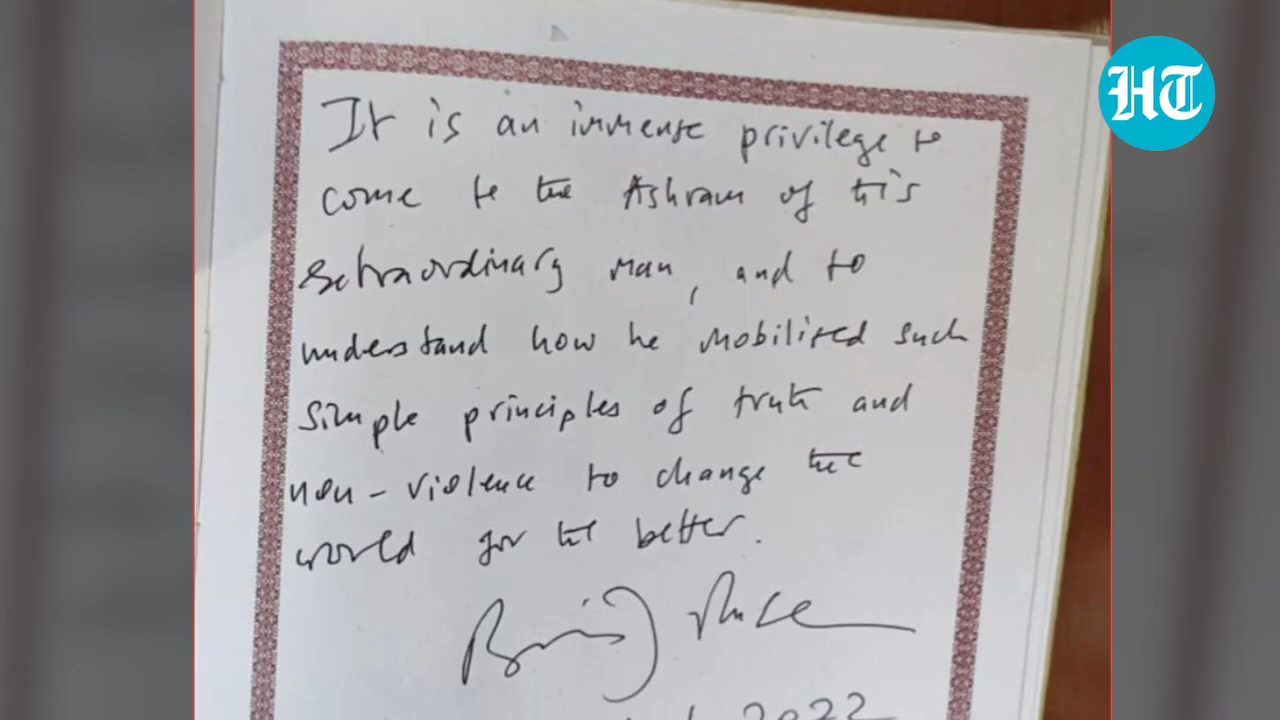 HT
It is an immense privilege to
come to the Ashram of this
extraordinary man, and to
understand how he mobilised such
simple principles of truth and
non-violence to change the
world for the better.
2022